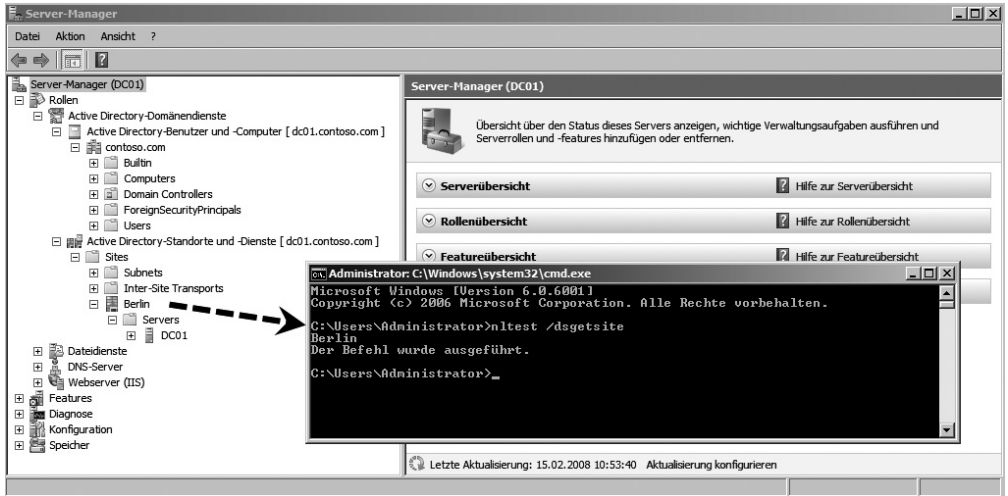 Server-Manager
Datei Aktion Ansicht ?
Server-Manager (DC01)
Rollen
Active Directory-Domänendienste
Active Directory-Benutzer und -Computer [ dc01.contoso.com ]
contoso.com
Builtin
Computers
Domain Controllers
ForeignSecurityPrincipals
Users
Active Directory-Standorte und -Dienste [ dc01.contoso.com ]
Sites
Subnets
Inter-Site Transports
Berlin
Servers
DC01
Dateidienste
DNS-Server
Webserver (IIS)
Features
Diagnose
Konfiguration
Speicher
Server-Manager (DC01)
Übersicht über den Status dieses Servers anzeigen, wichtige Verwaltungsaufgaben ausführen und
Serverrollen und -features hinzufügen oder entfernen.
Serverübersicht
Hilfe zur Serverübersicht
Rollenübersicht
Hilfe zur Rollenübersicht
Featureübersicht
Hilfe zur Featureübersicht
Administrator: C:\Windows\system32\cmd.exe
Microsoft Windows [Version 6.0.6001]
Copyright (c) 2006 Microsoft Corporation. Alle Rechte vorbehalten.
C:\Users\Administrator>nltest /dsgetsite
Berlin
Der Befehl wurde ausgeführt.
C:\Users\Administrator>_
Letzte Aktualisierung: 15.02.2008 10:53:40 Aktualisierung konfigurieren